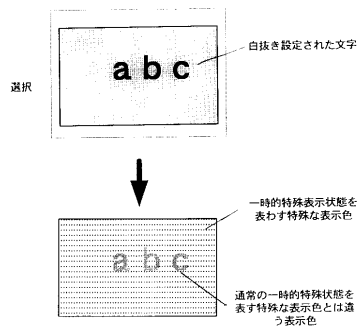 白抜き設定された文字
a b c
選択
一時的特殊表示状態を
表わす特殊な表示色
a b c
通常の一時的特殊状態を
表す特殊な表示色とは違
う表示色